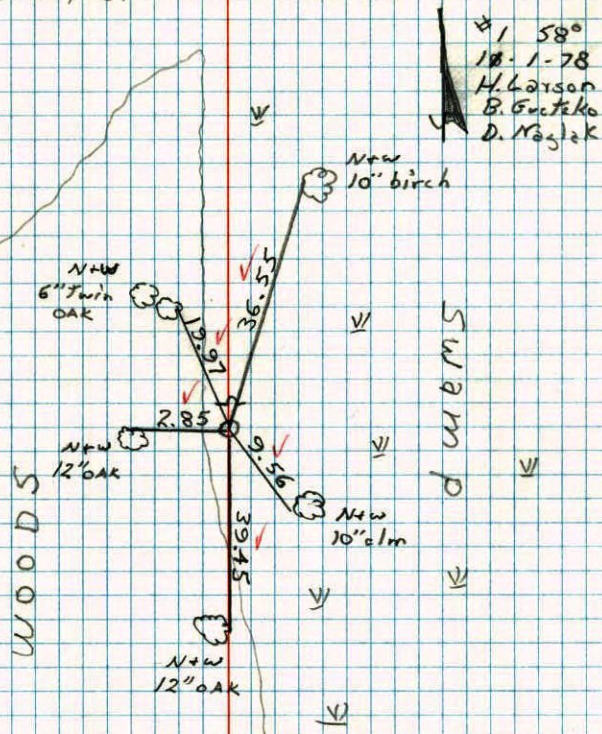 #1 58°
10-1-78
H. Larson
D. Naglak
N+W
10" birch
36.55
N+W
6" Twin
OAK
19.97
2.85
N+W
12" OAK
9.56
N+W
10" elm
39.45
N+W
12" OAK
WOODS
Swamp